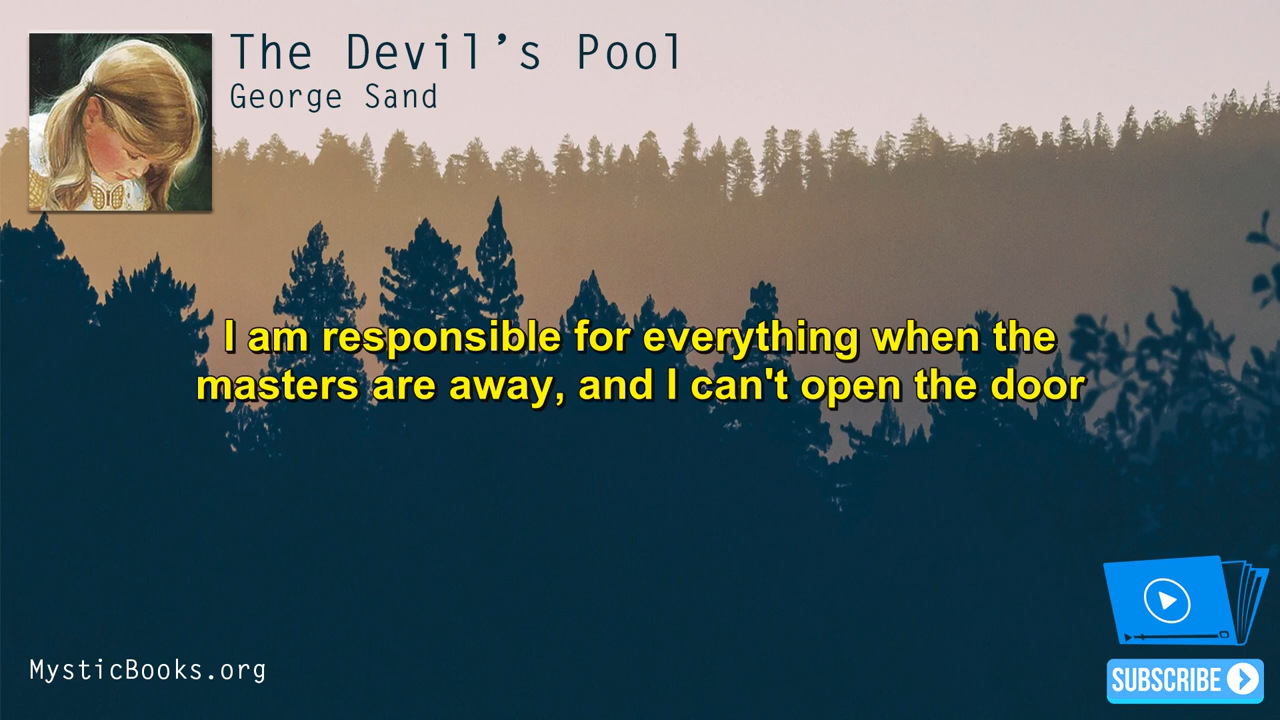 The Devil’s Pool
George Sand
I am responsible for everything when the
masters are away, and I can't open the door
MysticBooks.org
SUBSCRIBE